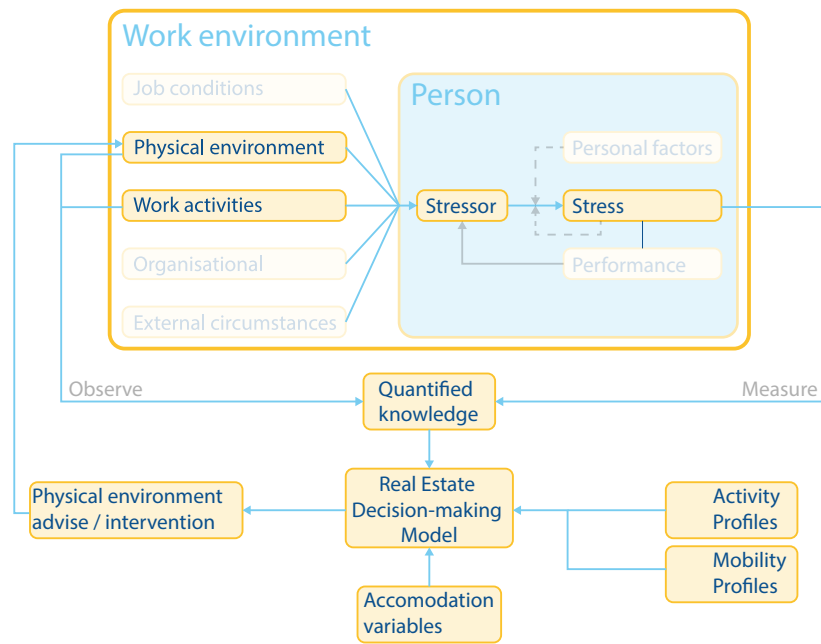 Work environment
Job conditions
Person
Physical environment
Personal factors
Work activities
Stressor
Stress
Organisational
Performance
External circumstances
Observe
Quantified
knowledge
Measure
Physical environment
advise / intervention
Real Estate
Decision-making
Model
Activity
Profiles
Mobility
Profiles
Accomodation
variables